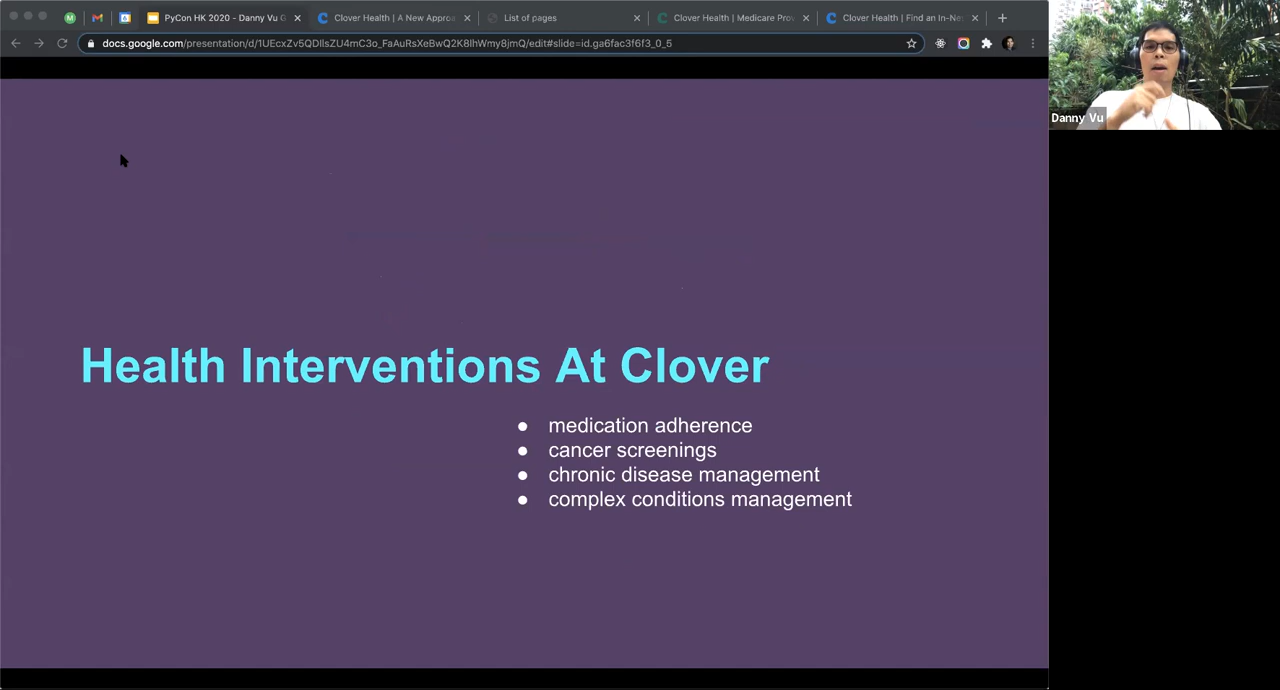 PyCon HK 2020 - Danny Vu G
Clover Health | A New Approa
List of pages
Clover Health | Medicare Prov
Clover Health | Find an In-Ne
docs.google.com/presentation/d/1UEcxZv5QDIlsZU4mC3o_FaAuRsXeBwQ2K8IhWmy8jmQ/edit#slide=id.ga6fac3f6f3_0_5
Danny Vu
Health Interventions At Clover
● medication adherence
● cancer screenings
● chronic disease management
● complex conditions management